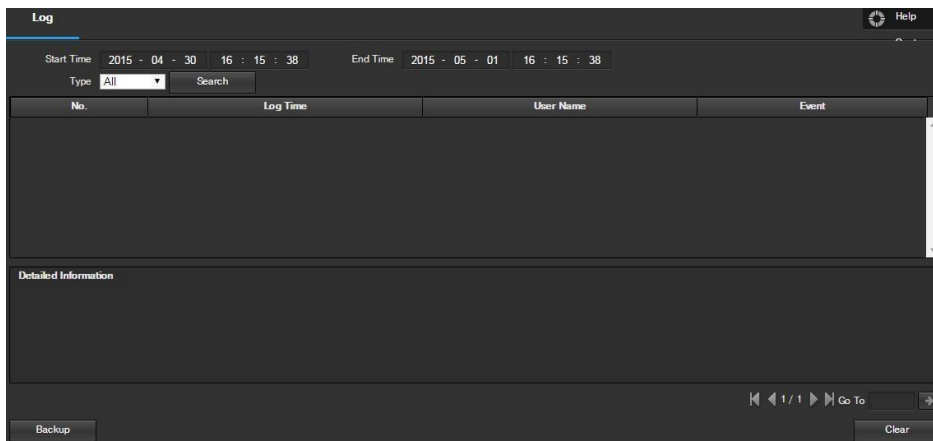 Log
Help
Start Time 2015 - 04 - 30 16 : 15 : 38 End Time 2015 - 05 - 01 16 : 15 : 38
Type All Search
No. Log Time User Name Event
Detailed Information
1 / 1 Go To
Backup Clear